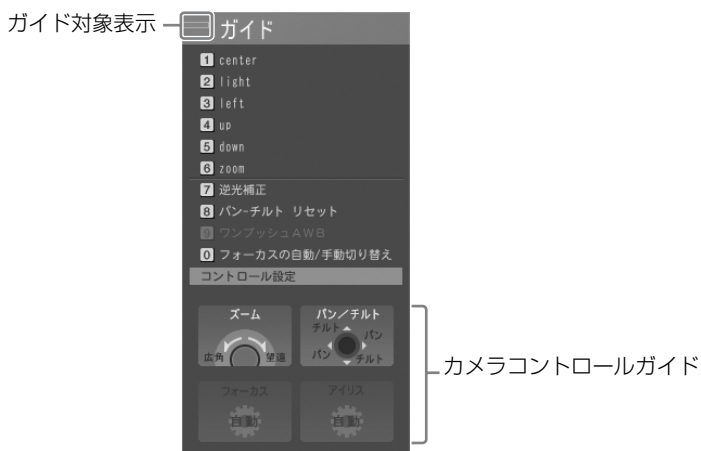 ガイド対象表示
ガイド
1 center
2 light
3 left
4 up
5 down
6 zoom
7 逆光補正
8 パン-チルト リセット
9 ワンプッシュAWB
0 フォーカスの自動/手動切り替え
コントロール設定
ズーム
広角 望遠
パン/チルト
チルト パン
パン チルト
カメラコントロールガイド
フォーカス
自動
アイリス
自動